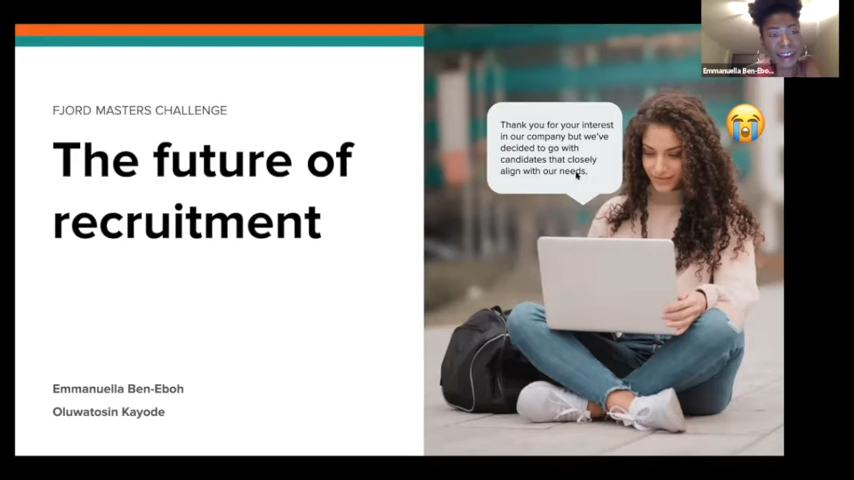 FJORD MASTERS CHALLENGE
The future of
recruitment
Emmanuella Ben-Eboh
Oluwatosin Kayode
Thank you for your interest
in our company but we've
decided to go with
candidates that closely
align with our needs.
Emmanuella Ben-Ebo...